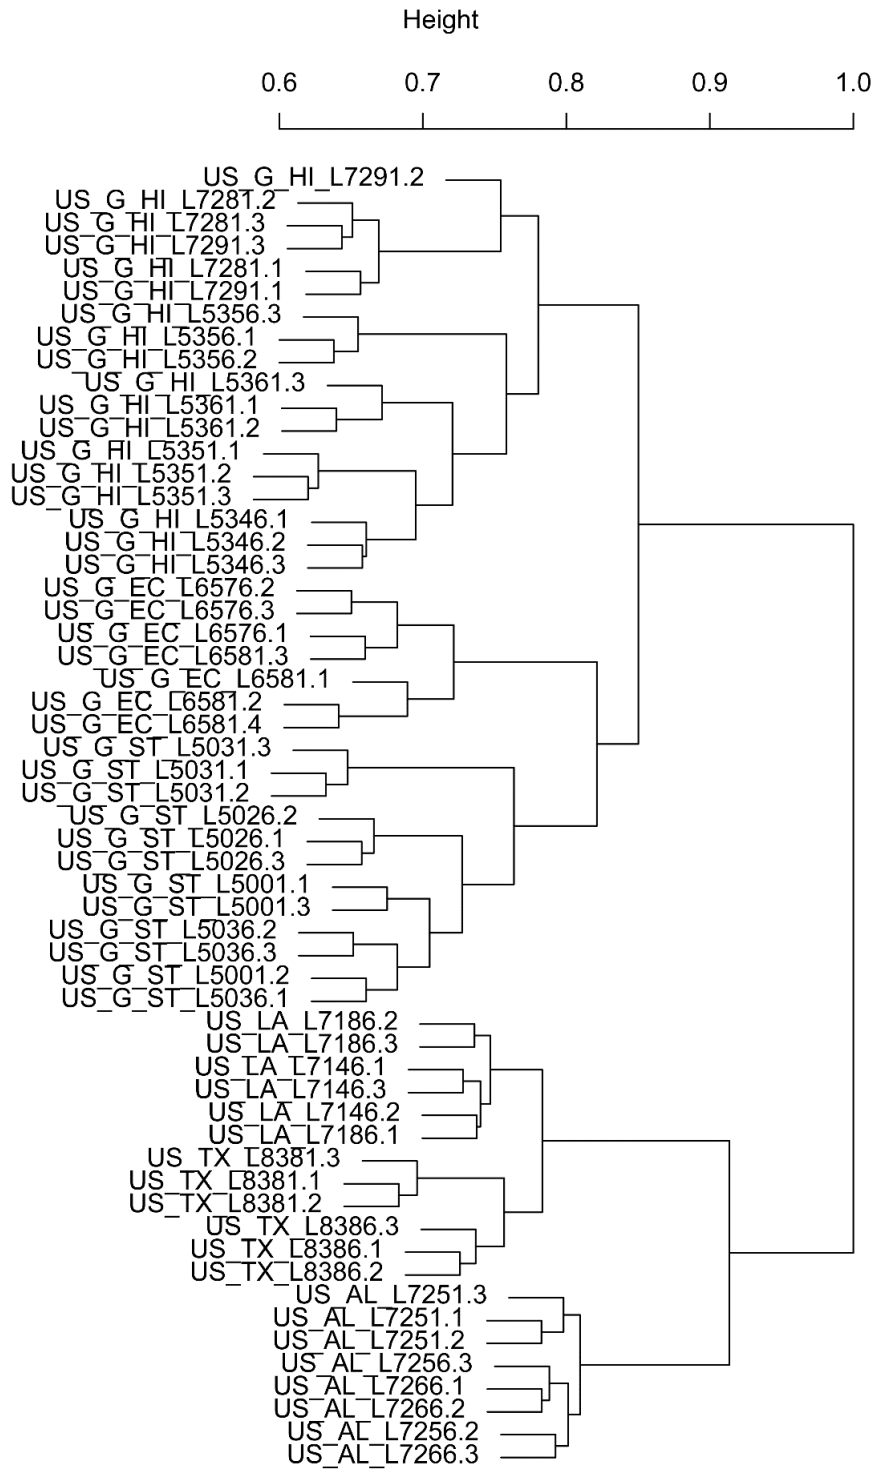 Height
0.6 0.7 0.8 0.9 1.0
US_G_HI_L7291.2
US_G_HI_L7281.2
US_G_HI_L7281.3
US_G_HI_L7291.3
US_G_HI_L7281.1
US_G_HI_L7291.1
US_G_HI_L5356.3
US_G_HI_L5356.1
US_G_HI_L5356.2
US_G_HI_L5361.3
US_G_HI_L5361.1
US_G_HI_L5361.2
US_G_HI_L5351.1
US_G_HI_L5351.2
US_G_HI_L5351.3
US_G_HI_L5346.1
US_G_HI_L5346.2
US_G_HI_L5346.3
US_G_EC_L6576.2
US_G_EC_L6576.3
US_G_EC_L6576.1
US_G_EC_L6581.3
US_G_EC_L6581.1
US_G_EC_L6581.2
US_G_EC_L6581.4
US_G_ST_L5031.3
US_G_ST_L5031.1
US_G_ST_L5031.2
US_G_ST_L5026.2
US_G_ST_L5026.1
US_G_ST_L5026.3
US_G_ST_L5001.1
US_G_ST_L5001.3
US_G_ST_L5036.2
US_G_ST_L5036.3
US_G_ST_L5001.2
US_G_ST_L5036.1
US_LA_L7186.2
US_LA_L7186.3
US_LA_L7146.1
US_LA_L7146.3
US_LA_L7146.2
US_LA_L7186.1
US_TX_L8381.3
US_TX_L8381.1
US_TX_L8381.2
US_TX_L8386.3
US_TX_L8386.1
US_TX_L8386.2
US_AL_L7251.3
US_AL_L7251.1
US_AL_L7251.2
US_AL_L7256.3
US_AL_L7266.1
US_AL_L7266.2
US_AL_L7256.2
US_AL_L7266.3